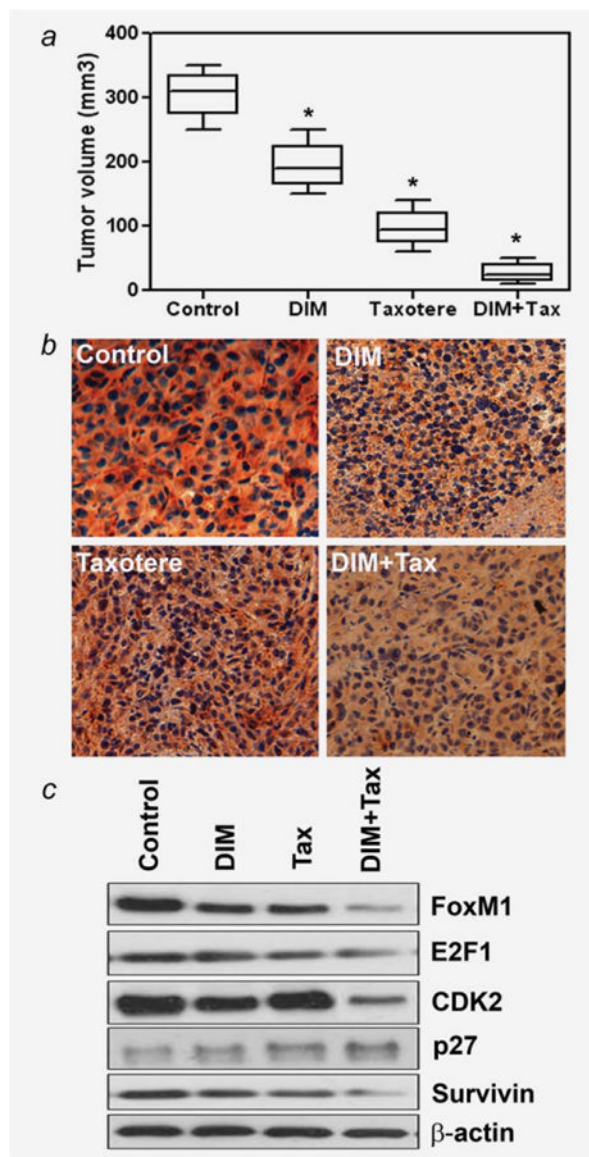 a
Tumor volume (mm3)
400
300
200
100
0
*
*
*
Control DIM Taxotere DIM+Tax
b
Control DIM
Taxotere DIM+Tax
c
Control DIM Tax DIM+Tax
FoxM1
E2F1
CDK2
p27
Survivin
β-actin